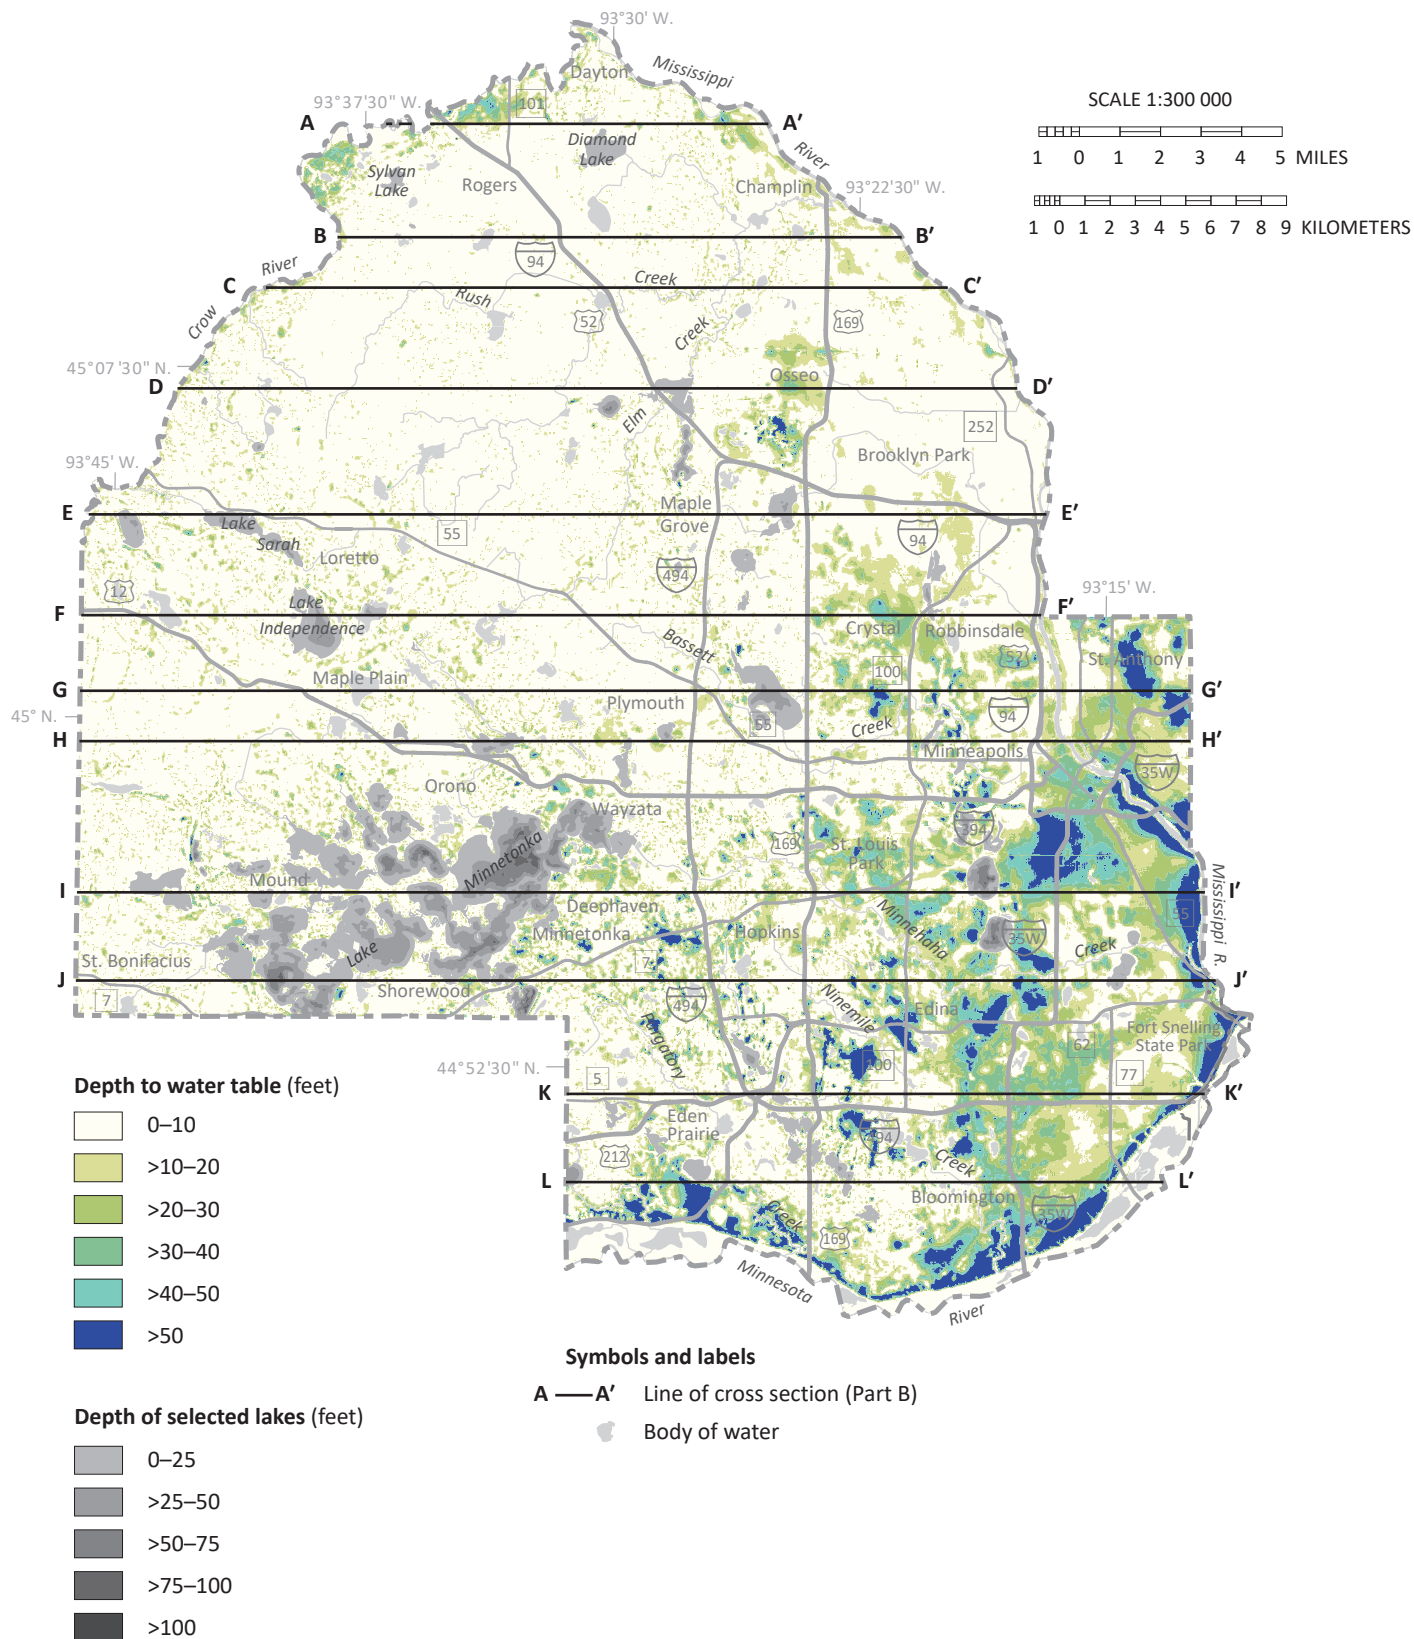 93°30' W.
Mississippi
Dayton
SCALE 1:300 000
93°37'30" W.
101
A
A′
1 0 1 2 3 4 5 MILES
Diamond
Lake
River
Sylvan
Lake
Rogers
Champlin
93°22'30" W.
1 0 1 2 3 4 5 6 7 8 9 KILOMETERS
B
B′
94
River
Creek
C
C′
Rush
Crow
52
Creek
169
45°07'30" N.
Osseo
D
D′
Elm
252
Brooklyn Park
93°45' W.
Maple
Grove
E
E′
Lake
Sarah
55
94
Loretto
494
12
93°15' W.
Lake
Independence
F
F′
Bassett
Crystal
Robbinsdale
52
St. Anthony
100
Maple Plain
G
G′
Plymouth
45° N.
55
Creek
94
H
H′
Minneapolis
35W
Orono
Wayzata
394
169
St. Louis
Park
Minnetonka
Mound
I
I′
Deephaven
55
Mississippi R.
Minnehaha
Minnetonka
Hopkins
35W
Creek
Lake
St. Bonifacius
7
J
J′
Shorewood
7
494
Ninemile
Edina
Purgatory
Fort Snelling
State Park
62
44°52'30" N.
5
100
77
K
K′
Eden
Prairie
494
212
Creek
L
L′
Bloomington
35W
Creek
169
Minnesota
River
Depth to water table (feet)
0–10
>10–20
>20–30
>30–40
>40–50
>50
Symbols and labels
A A′ Line of cross section (Part B)
Body of water
Depth of selected lakes (feet)
0–25
>25–50
>50–75
>75–100
>100